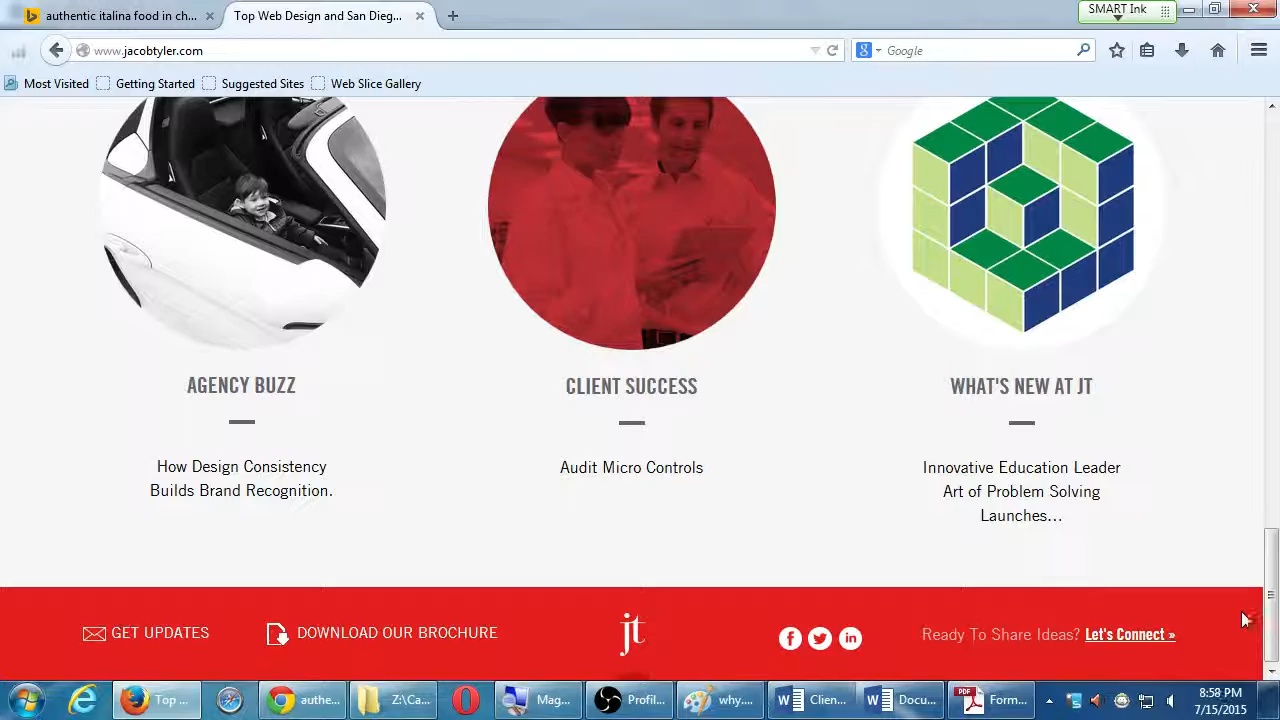 authentic italina food in ch...
Top Web Design and San Dieg...
SMART Ink
www.jacobtyler.com
Google
Most Visited
Getting Started
Suggested Sites
Web Slice Gallery
AGENCY BUZZ
CLIENT SUCCESS
WHAT'S NEW AT JT
How Design Consistency
Builds Brand Recognition.
Audit Micro Controls
Innovative Education Leader
Art of Problem Solving
Launches...
GET UPDATES
DOWNLOAD OUR BROCHURE
jt
Ready To Share Ideas? Let's Connect »
Top ...
authe...
Z:\Ca...
Mag...
Profil...
why....
Clien...
Docu...
Form...
8:58 PM
7/15/2015